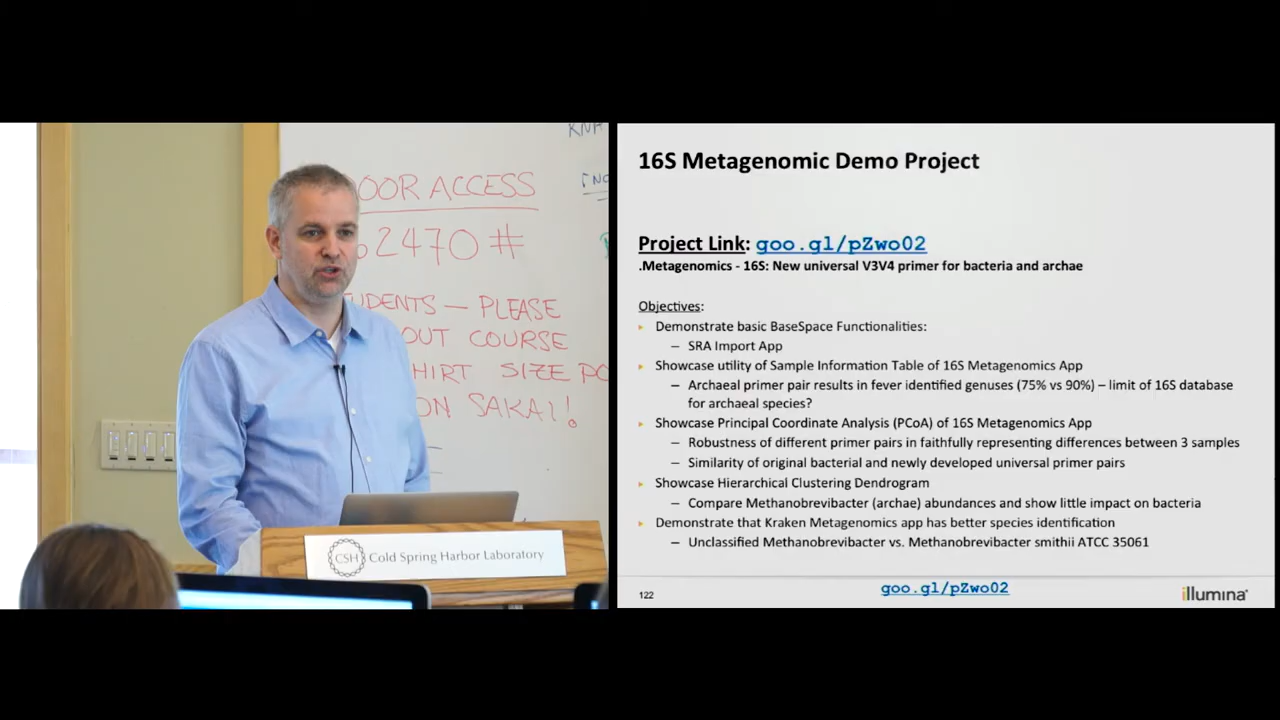 DOOR ACCESS
62470#
STUDENTS — PLEASE
OUT COURSE
SHIRT SIZE PO
ON SAKAI!
CSH Cold Spring Harbor Laboratory
16S Metagenomic Demo Project
Project Link: goo.gl/pZwo02
.Metagenomics - 16S: New universal V3V4 primer for bacteria and archae
Objectives:
Demonstrate basic BaseSpace Functionalities:
– SRA Import App
Showcase utility of Sample Information Table of 16S Metagenomics App
– Archaeal primer pair results in fever identified genuses (75% vs 90%) – limit of 16S database
for archaeal species?
Showcase Principal Coordinate Analysis (PCoA) of 16S Metagenomics App
– Robustness of different primer pairs in faithfully representing differences between 3 samples
– Similarity of original bacterial and newly developed universal primer pairs
Showcase Hierarchical Clustering Dendrogram
– Compare Methanobrevibacter (archae) abundances and show little impact on bacteria
Demonstrate that Kraken Metagenomics app has better species identification
– Unclassified Methanobrevibacter vs. Methanobrevibacter smithii ATCC 35061
goo.gl/pZwo02
122
illumina